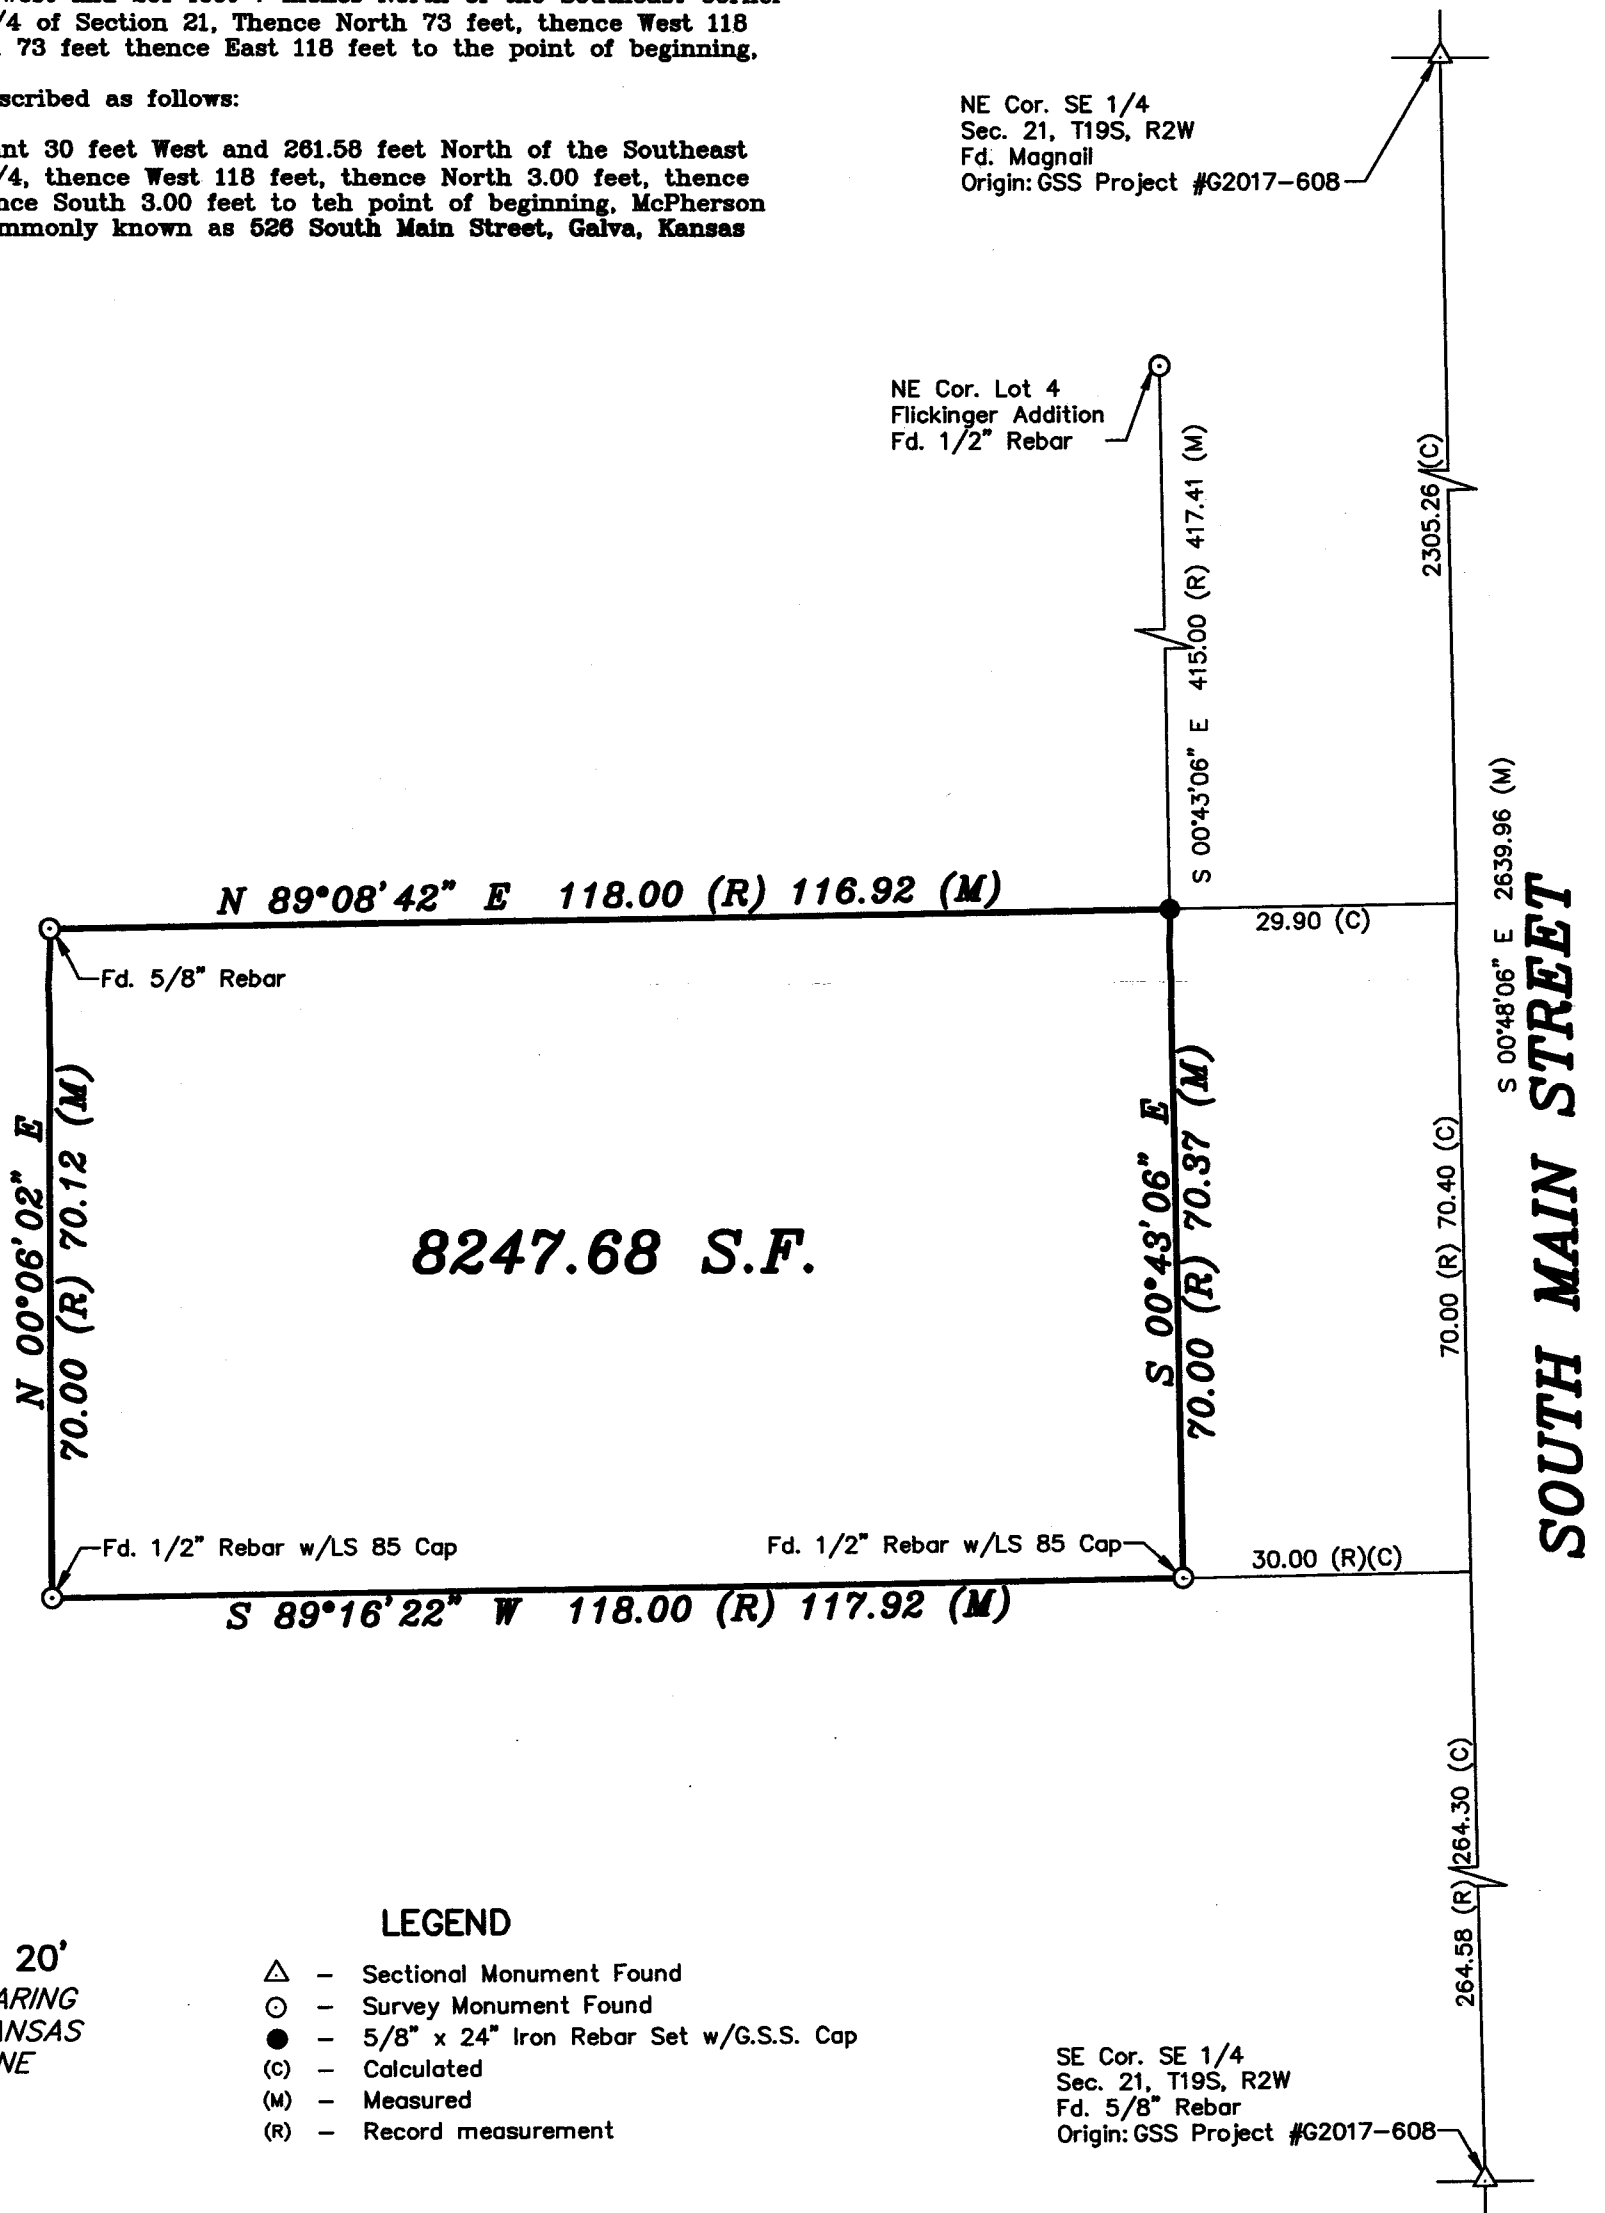 /4 of Section 21, Thence North 73 feet, thence West 118
73 feet thence East 118 feet to the point of beginning,
scribed as follows:
nt 30 feet West and 261.58 feet North of the Southeast
/4, thence West 118 feet, thence North 3.00 feet, thence
nce South 3.00 feet to teh point of beginning, McPherson
mmonly known as 526 South Main Street, Galva, Kansas
NE Cor. SE 1/4
Sec. 21, T19S, R2W
Fd. Magnail
Origin: GSS Project #G2017-608
NE Cor. Lot 4
Flickinger Addition
Fd. 1/2" Rebar
S 00°43'06" E 415.00 (R) 417.41 (M)
2305.26 (C)
S 00°48'06" E 2639.96 (M)
SOUTH MAIN STREET
N 89°08'42" E 118.00 (R) 116.92 (M)
29.90 (C)
Fd. 5/8" Rebar
N 00°06'02" E
70.00 (R) 70.12 (M)
8247.68 S.F.
S 00°43'06" E
70.00 (R) 70.37 (M)
70.00 (R) 70.40 (C)
Fd. 1/2" Rebar w/LS 85 Cap
Fd. 1/2" Rebar w/LS 85 Cap
30.00 (R)(C)
S 89°16'22" W 118.00 (R) 117.92 (M)
264.58 (R) 264.30 (C)
LEGEND
△ – Sectional Monument Found
⊙ – Survey Monument Found
● – 5/8" x 24" Iron Rebar Set w/G.S.S. Cap
(C) – Calculated
(M) – Measured
(R) – Record measurement
20'
ARING
ANSAS
NE
SE Cor. SE 1/4
Sec. 21, T19S, R2W
Fd. 5/8" Rebar
Origin: GSS Project #G2017-608